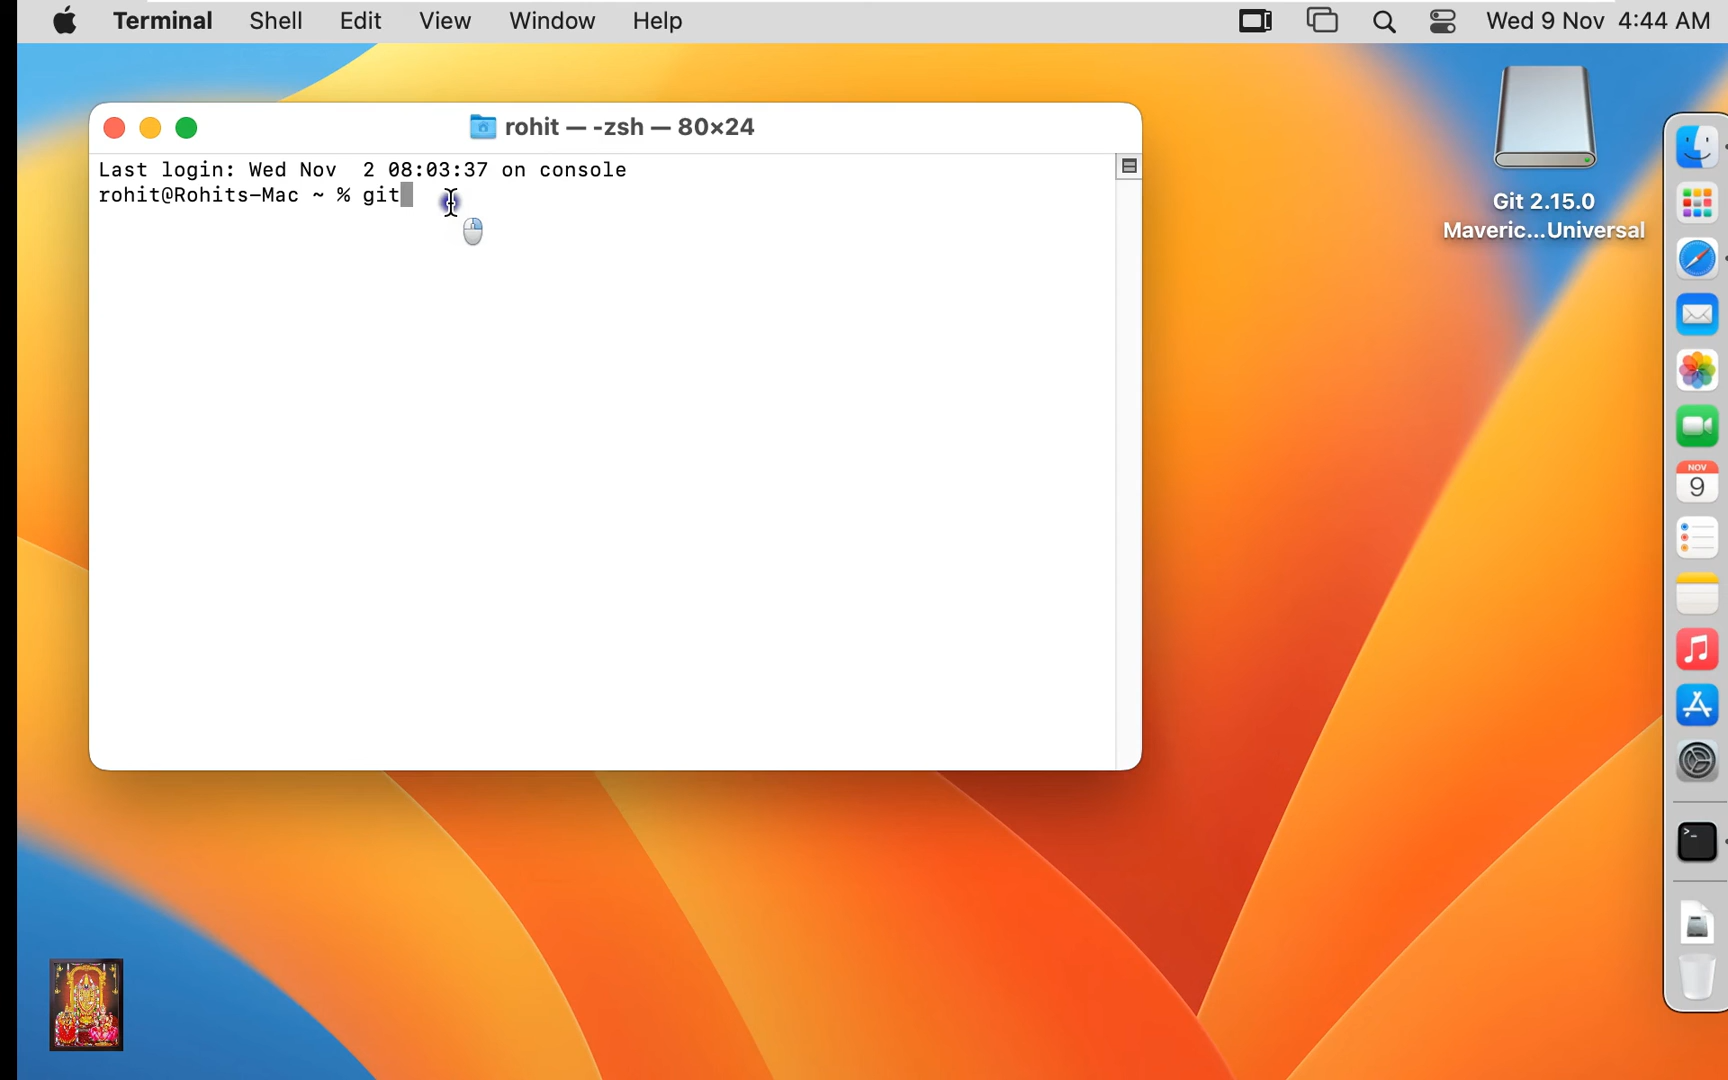 Terminal Shell Edit View Window Help Wed 9 Nov 4:44 AM
rohit — -zsh — 80×24
Last login: Wed Nov  2 08:03:37 on console
rohit@Rohits-Mac ~ % git
Git 2.15.0
Maveric...Universal
NOV
9
>_